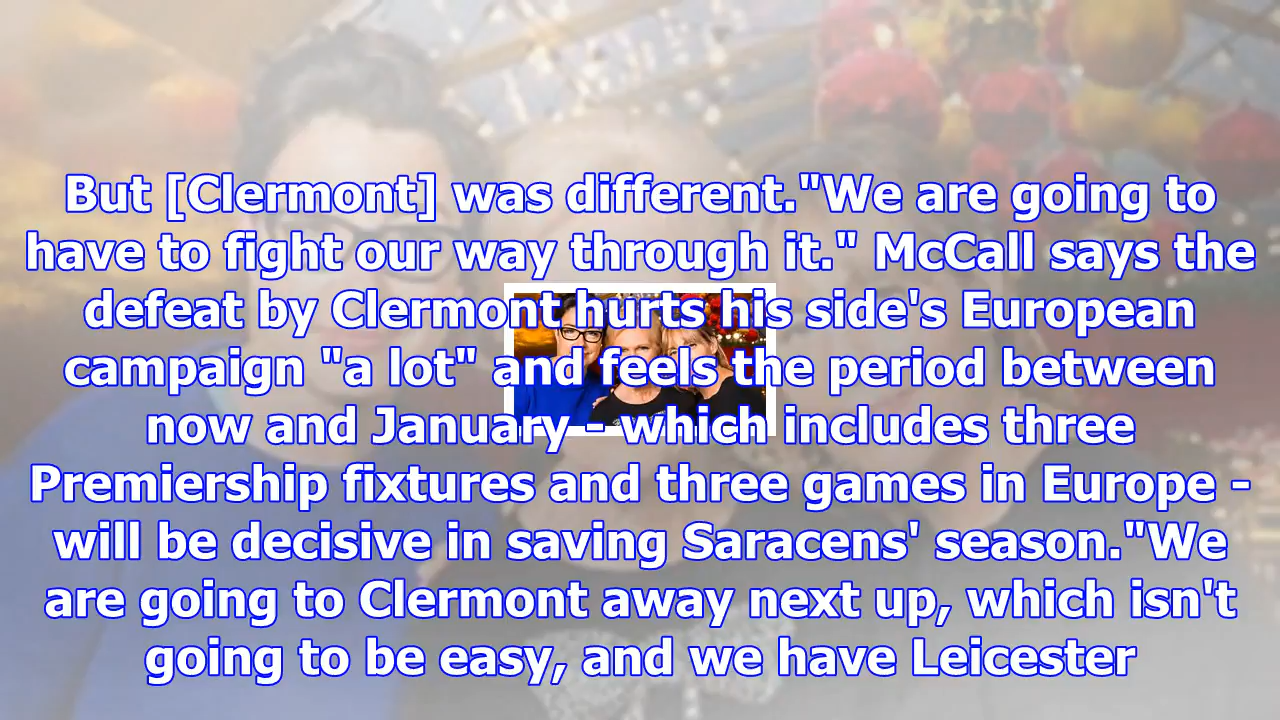 But [Clermont] was different."We are going to
have to fight our way through it." McCall says the
defeat by Clermont hurts his side's European
campaign "a lot" and feels the period between
now and January - which includes three
Premiership fixtures and three games in Europe -
will be decisive in saving Saracens' season."We
are going to Clermont away next up, which isn't
going to be easy, and we have Leicester